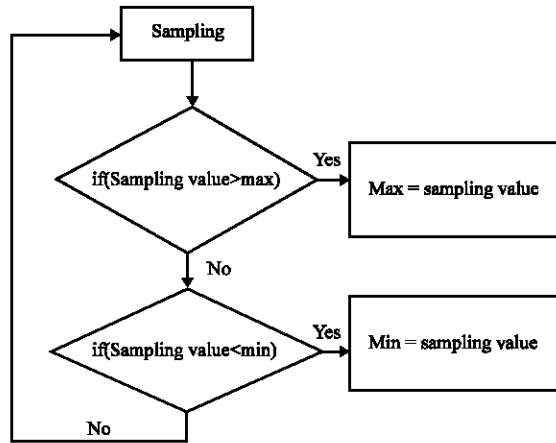 Sampling
if(Sampling value>max)
Yes
Max = sampling value
No
if(Sampling value<min)
Yes
Min = sampling value
No